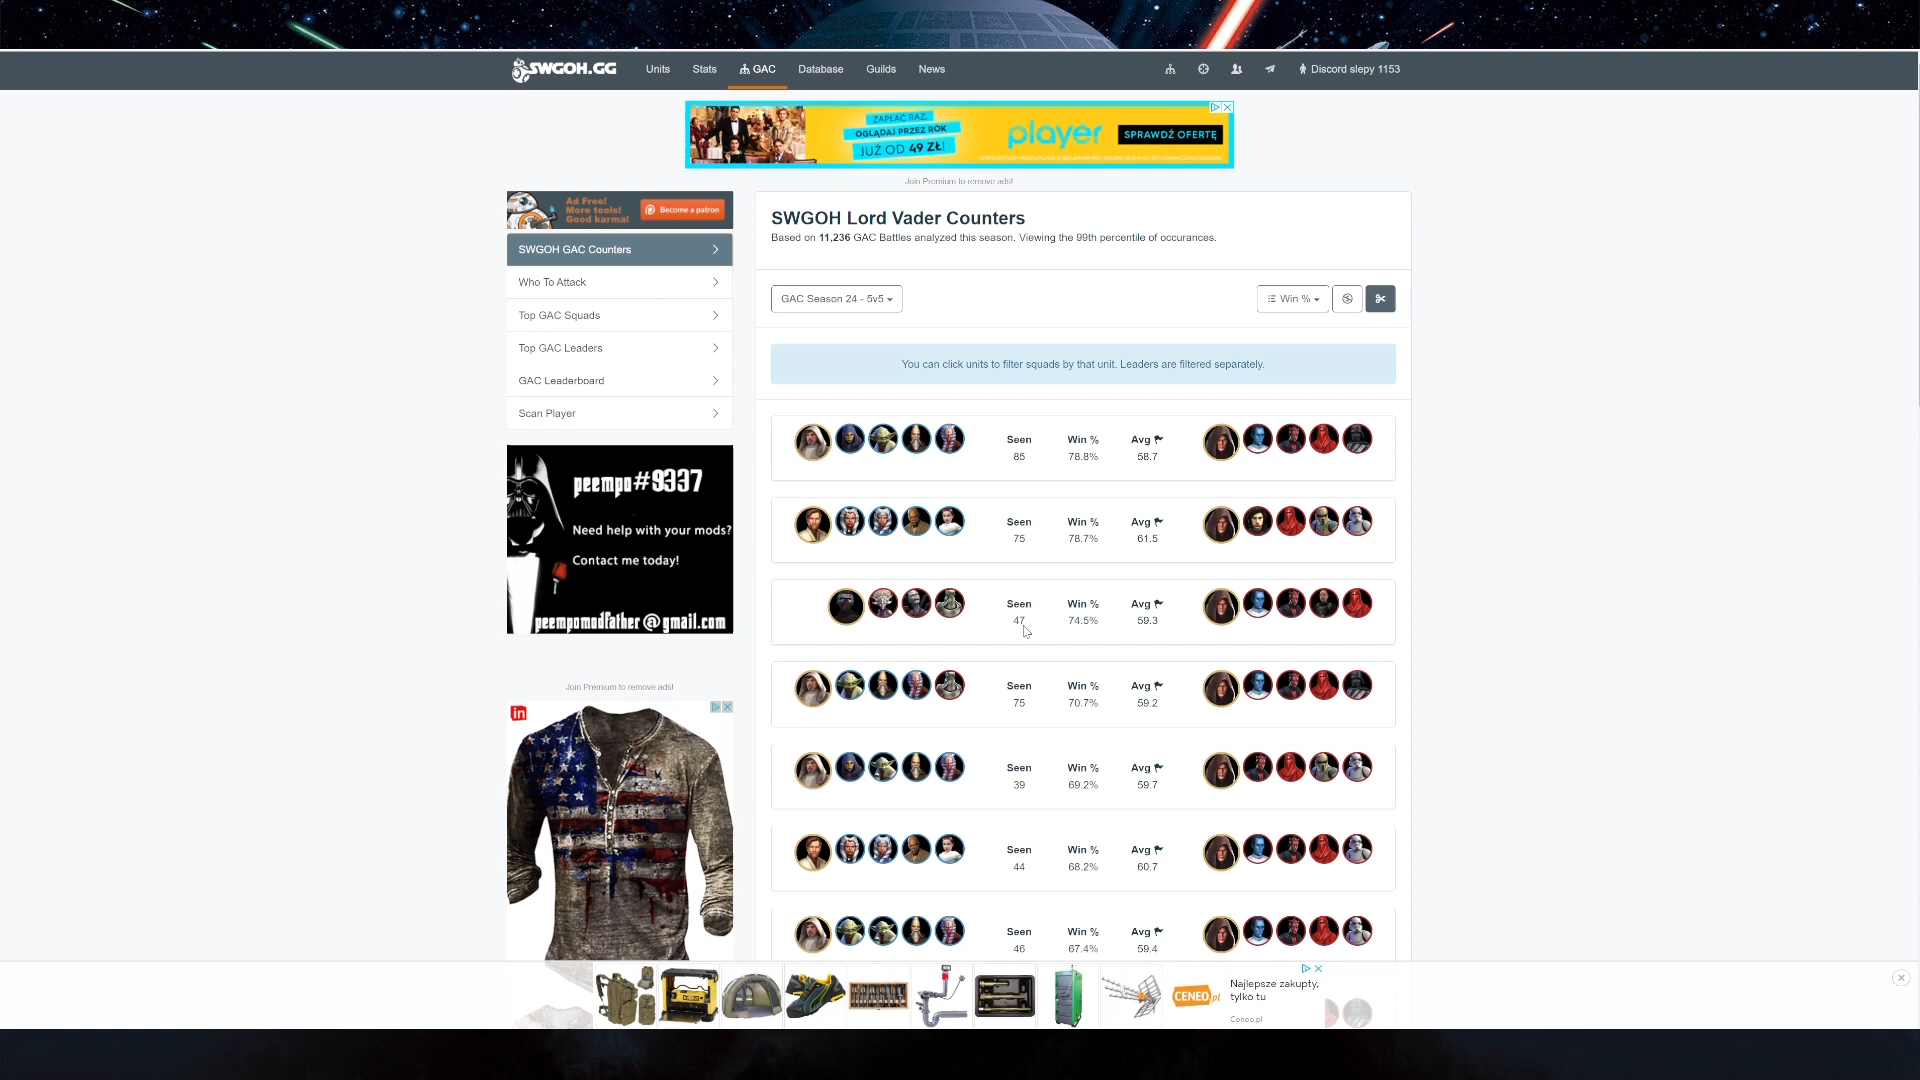 SWGOH.GG
Units
Stats
GAC
Database
Guilds
News
Discord slepy 1153
ZAPŁAĆ RAZ,
OGLĄDAJ PRZEZ ROK
JUŻ OD 49 ZŁ!
player
SPRAWDŹ OFERTĘ
Join Premium to remove ads!
Ad Free!
More tools!
Good karma!
Become a patron
SWGOH GAC Counters
Who To Attack
Top GAC Squads
Top GAC Leaders
GAC Leaderboard
Scan Player
peempo#9337
Need help with your mods?
Contact me today!
peempomodfather@gmail.com
Join Premium to remove ads!
in
SWGOH Lord Vader Counters
Based on 11,236 GAC Battles analyzed this season. Viewing the 99th percentile of occurances.
GAC Season 24 - 5v5
Win %
You can click units to filter squads by that unit. Leaders are filtered separately.
Seen Win % Avg
85 78.8% 58.7
Seen Win % Avg
75 78.7% 61.5
Seen Win % Avg
47 74.5% 59.3
Seen Win % Avg
75 70.7% 59.2
Seen Win % Avg
39 69.2% 59.7
Seen Win % Avg
44 68.2% 60.7
Seen Win % Avg
46 67.4% 59.4
CENEO.pl
Najlepsze zakupy,
tylko tu
Ceneo.pl